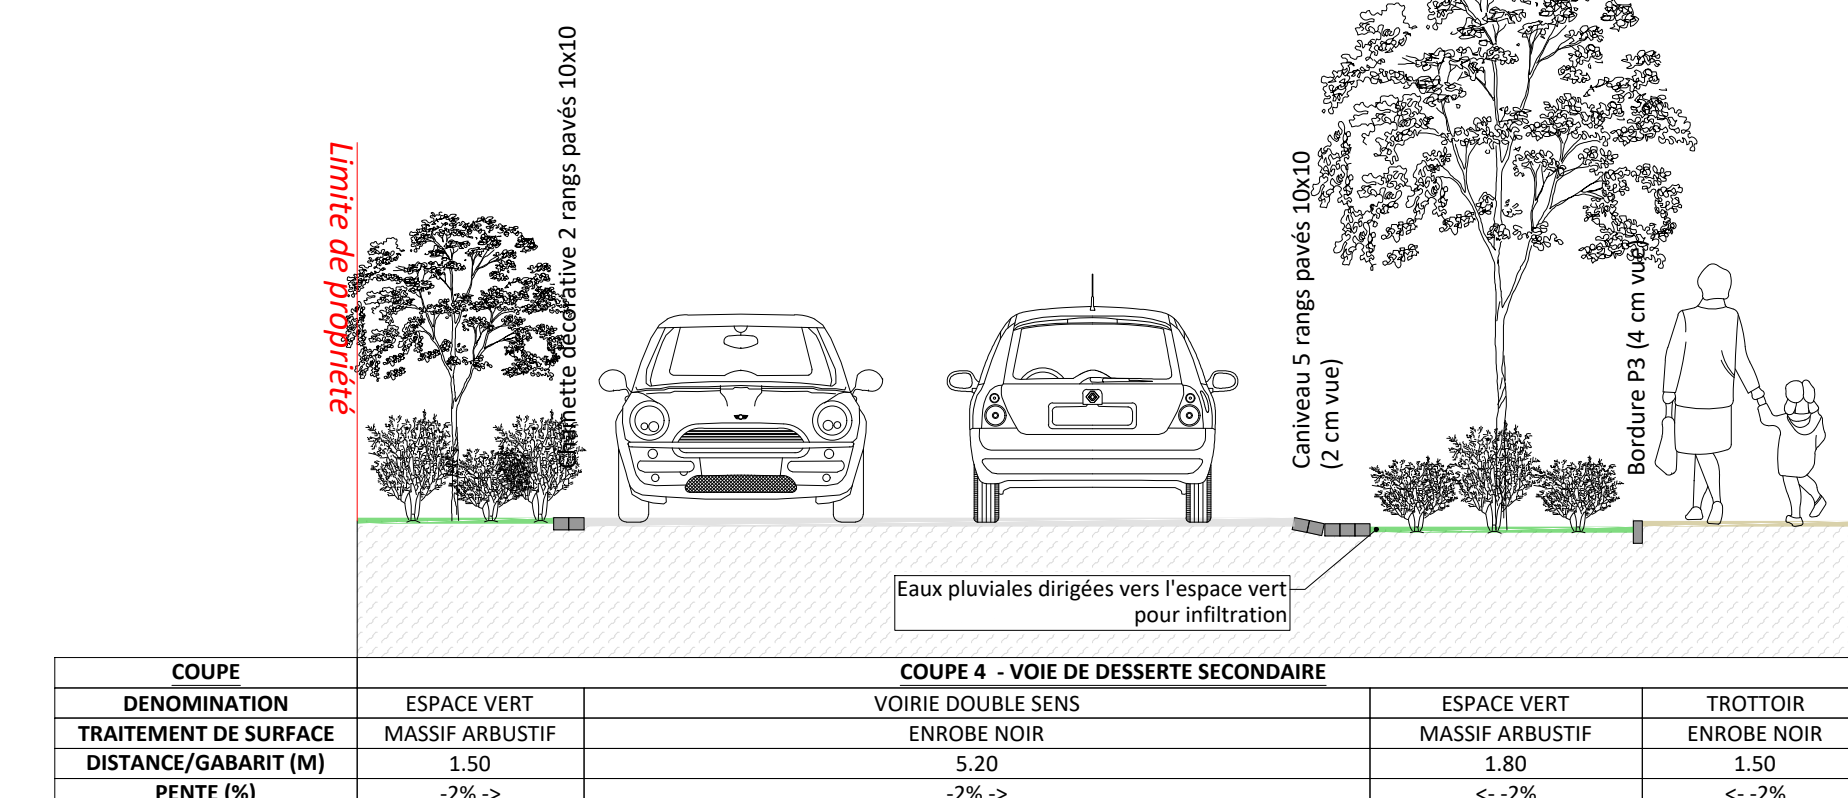 Limite de propriété
Chaînette décorative 2 rangs pavés 10x10
Caniveau 5 rangs pavés 10x10
(2 cm vue)
Bordure P3 (4 cm vue)
Eaux pluviales dirigées vers l'espace vert
pour infiltration
COUPE COUPE 4 - VOIE DE DESSERTE SECONDAIRE
DENOMINATION ESPACE VERT VOIRIE DOUBLE SENS ESPACE VERT TROTTOIR
TRAITEMENT DE SURFACE MASSIF ARBUSTIF ENROBE NOIR MASSIF ARBUSTIF ENROBE NOIR
DISTANCE/GABARIT (M) 1.50 5.20 1.80 1.50
PENTE (%) -2% -> -2% -> <- -2% <- -2%